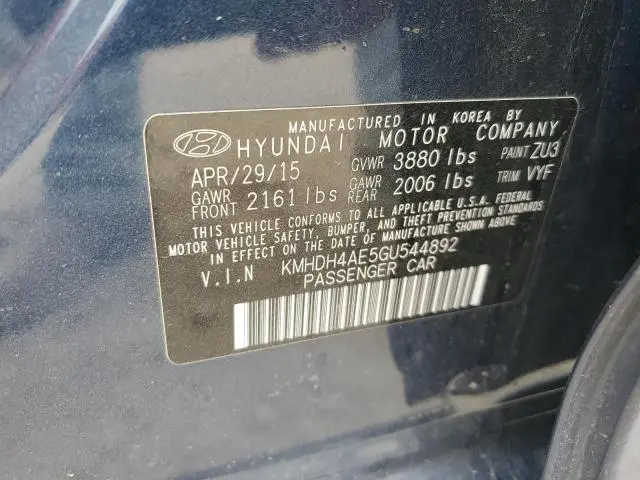 MANUFACTURED IN KOREA BY
HYUNDAI MOTOR COMPANY
APR/29/15 GVWR 3880 lbs PAINT ZU3
GAWR FRONT 2161 lbs GAWR REAR 2006 lbs TRIM VYF
THIS VEHICLE CONFORMS TO ALL APPLICABLE U.S.A. FEDERAL
MOTOR VEHICLE SAFETY, BUMPER, AND THEFT PREVENTION
STANDARDS IN EFFECT ON THE DATE OF MANUFACTURE SHOWN ABOVE
V.I.N KMHDH4AE5GU544892
PASSENGER CAR